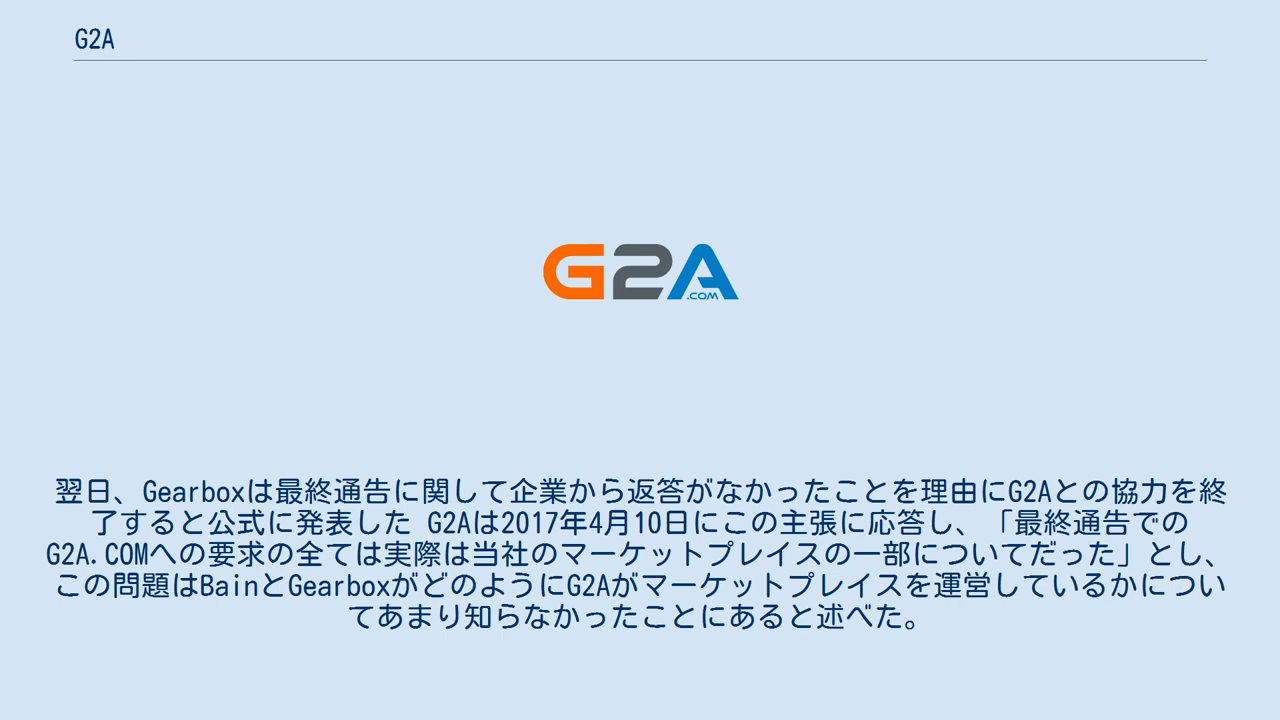 G2A
G2A
.COM
翌日、Gearboxは最終通告に関して企業から返答がなかったことを理由にG2Aとの協力を終
了すると公式に発表した G2Aは2017年4月10日にこの主張に応答し、「最終通告での
G2A.COMへの要求の全ては実際は当社のマーケットプレイスの一部についてだった」とし、
この問題はBainとGearboxがどのようにG2Aがマーケットプレイスを運営しているかについ
てあまり知らなかったことにあると述べた。